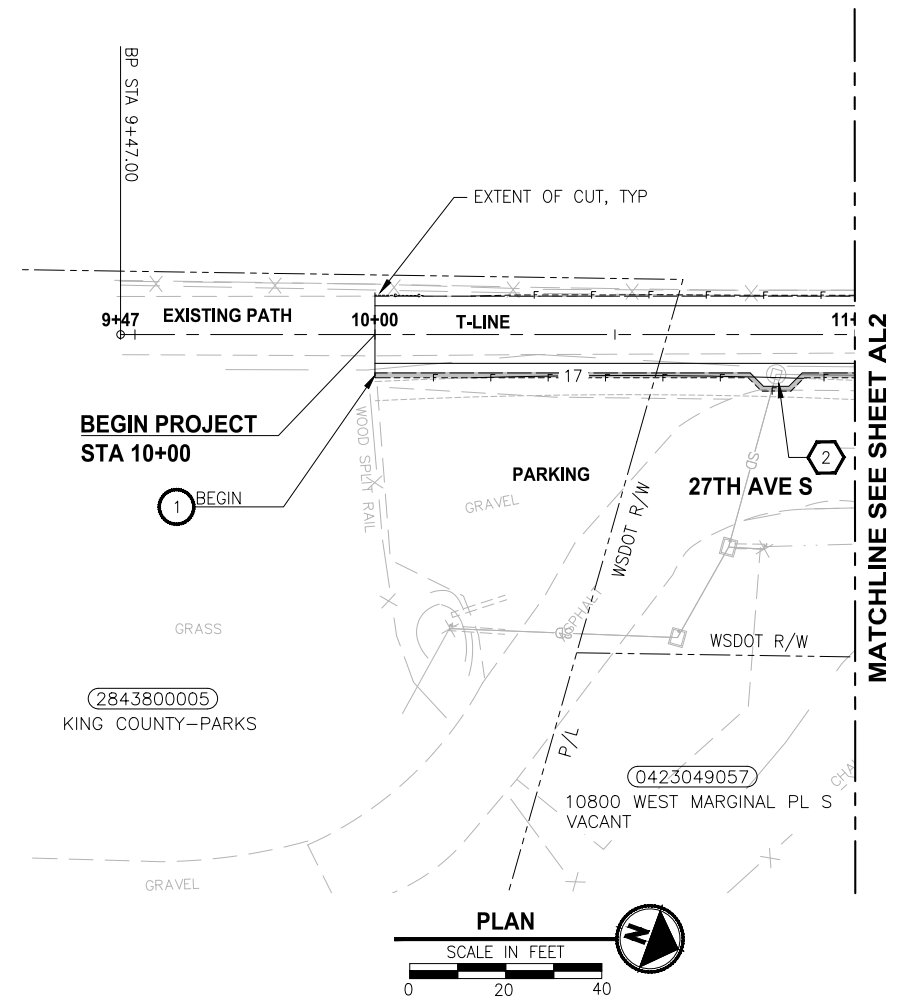 BP STA 9+47.00
EXTENT OF CUT, TYP
9+47
EXISTING PATH
10+00
T-LINE
11+
F F F F F
F F F F F
17
BEGIN PROJECT
STA 10+00
1
BEGIN
WOOD SPLIT RAIL
PARKING
GRAVEL
WSDOT R/W
SD
2
27TH AVE S
MATCHLINE SEE SHEET AL2
ASPHALT
GRASS
WSDOT R/W
2843800005
KING COUNTY-PARKS
P/L
0423049057
10800 WEST MARGINAL PL S
VACANT
CHA
GRAVEL
PLAN
SCALE IN FEET
0 20 40
N